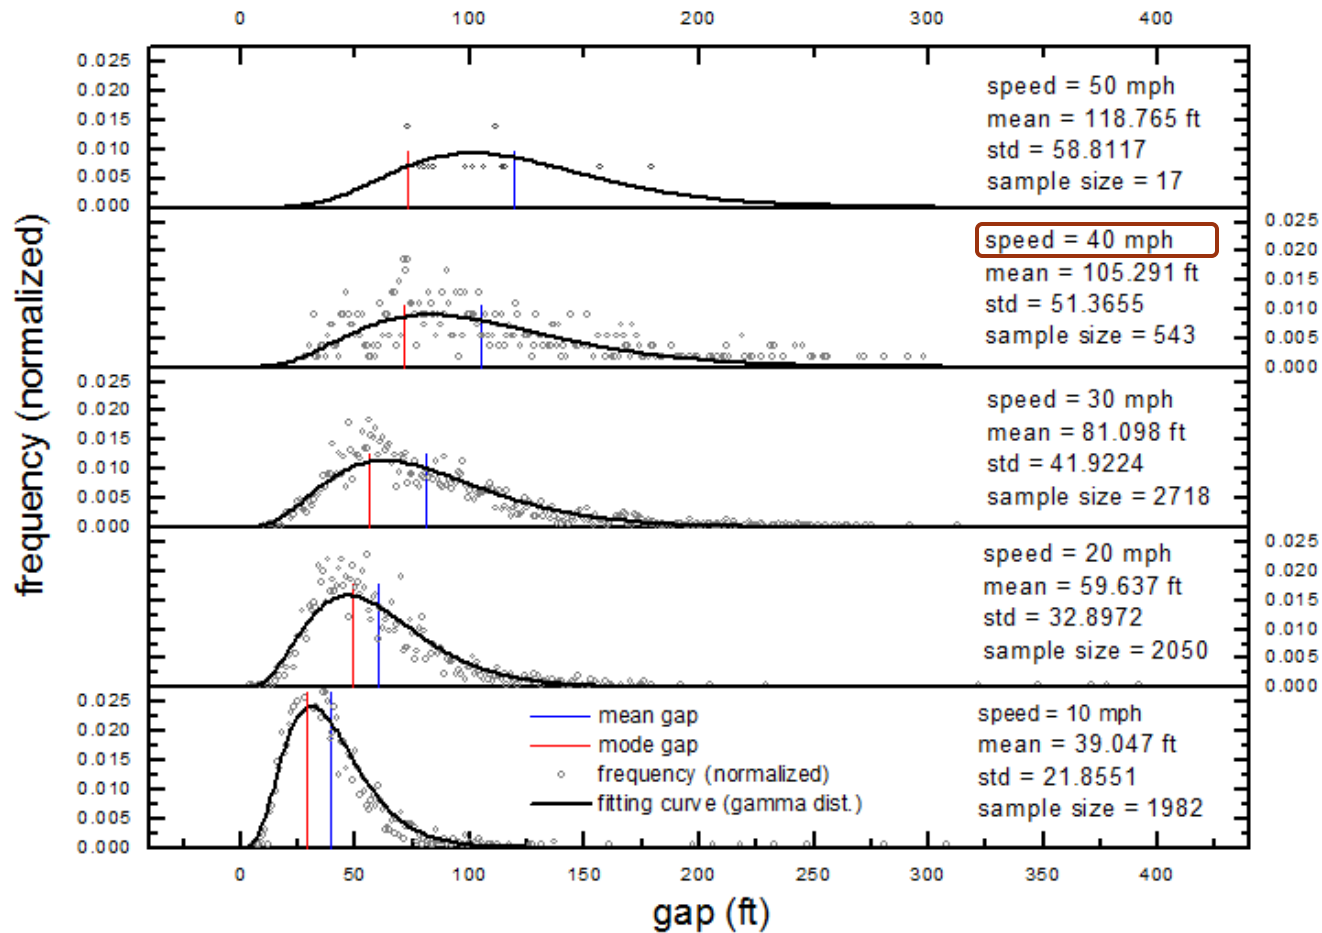 0 100 200 300 400
0.025
0.020
0.015
0.010
0.005
0.000
speed = 50 mph
mean = 118.765 ft
std = 58.8117
sample size = 17
0.025
0.020
0.015
0.010
0.005
0.000
speed = 40 mph
mean = 105.291 ft
std = 51.3655
sample size = 543
frequency (normalized)
0.025
0.020
0.015
0.010
0.005
0.000
speed = 30 mph
mean = 81.098 ft
std = 41.9224
sample size = 2718
0.025
0.020
0.015
0.010
0.005
0.000
speed = 20 mph
mean = 59.637 ft
std = 32.8972
sample size = 2050
0.025
0.020
0.015
0.010
0.005
0.000
mean gap
mode gap
frequency (normalized)
fitting curve (gamma dist.)
speed = 10 mph
mean = 39.047 ft
std = 21.8551
sample size = 1982
0 50 100 150 200 250 300 350 400
gap (ft)